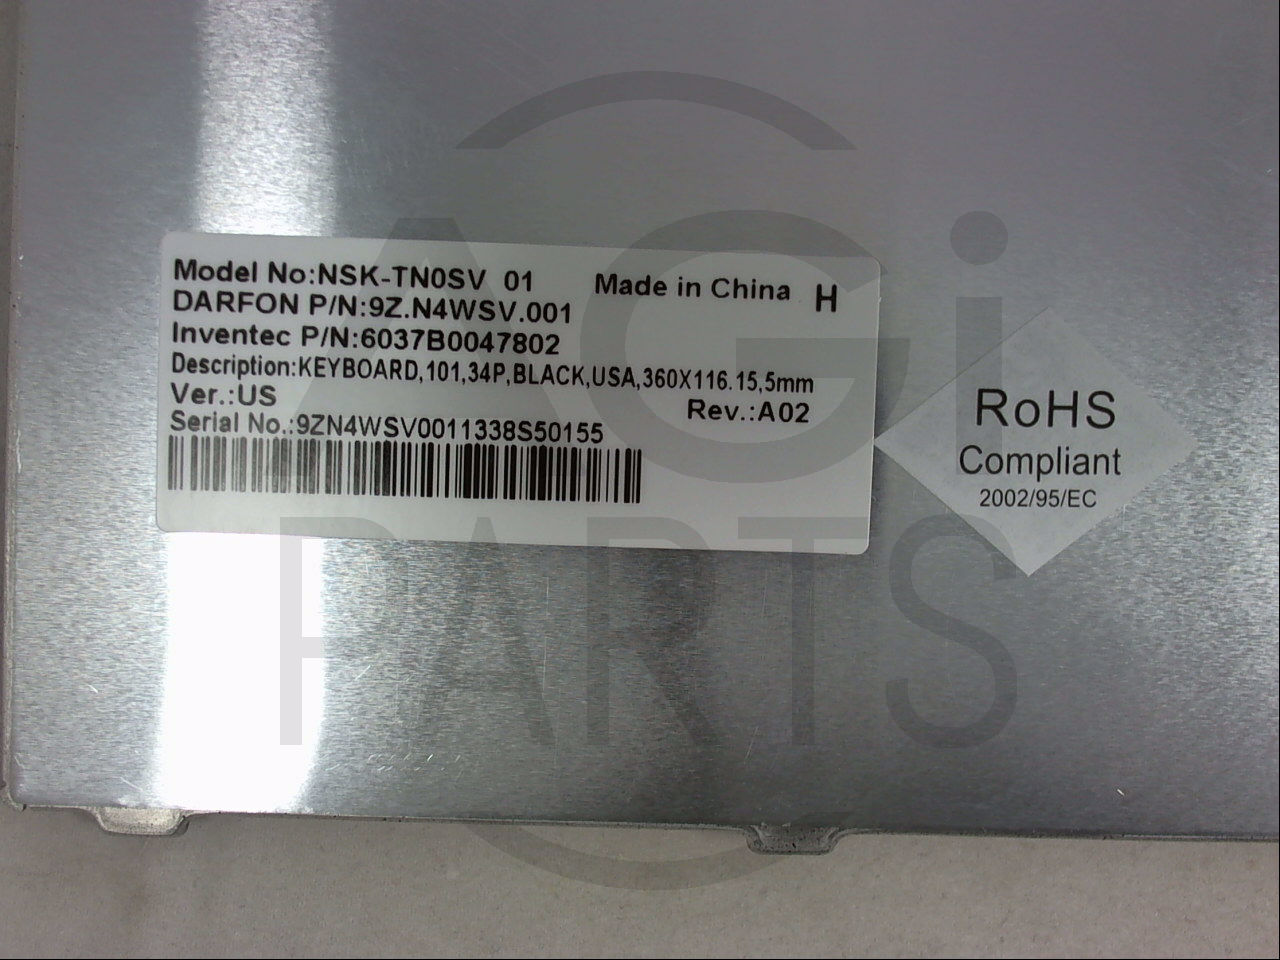 Model No:NSK-TN0SV 01 Made in China H
DARFON P/N:9Z.N4WSV.001
Inventec P/N:6037B0047802
Description:KEYBOARD,101,34P,BLACK,USA,360X116.15,5mm
Ver.:US Rev.:A02
Serial No.:9ZN4WSV0011338S50155
RoHS
Compliant
2002/95/EC
AGi
PARTS